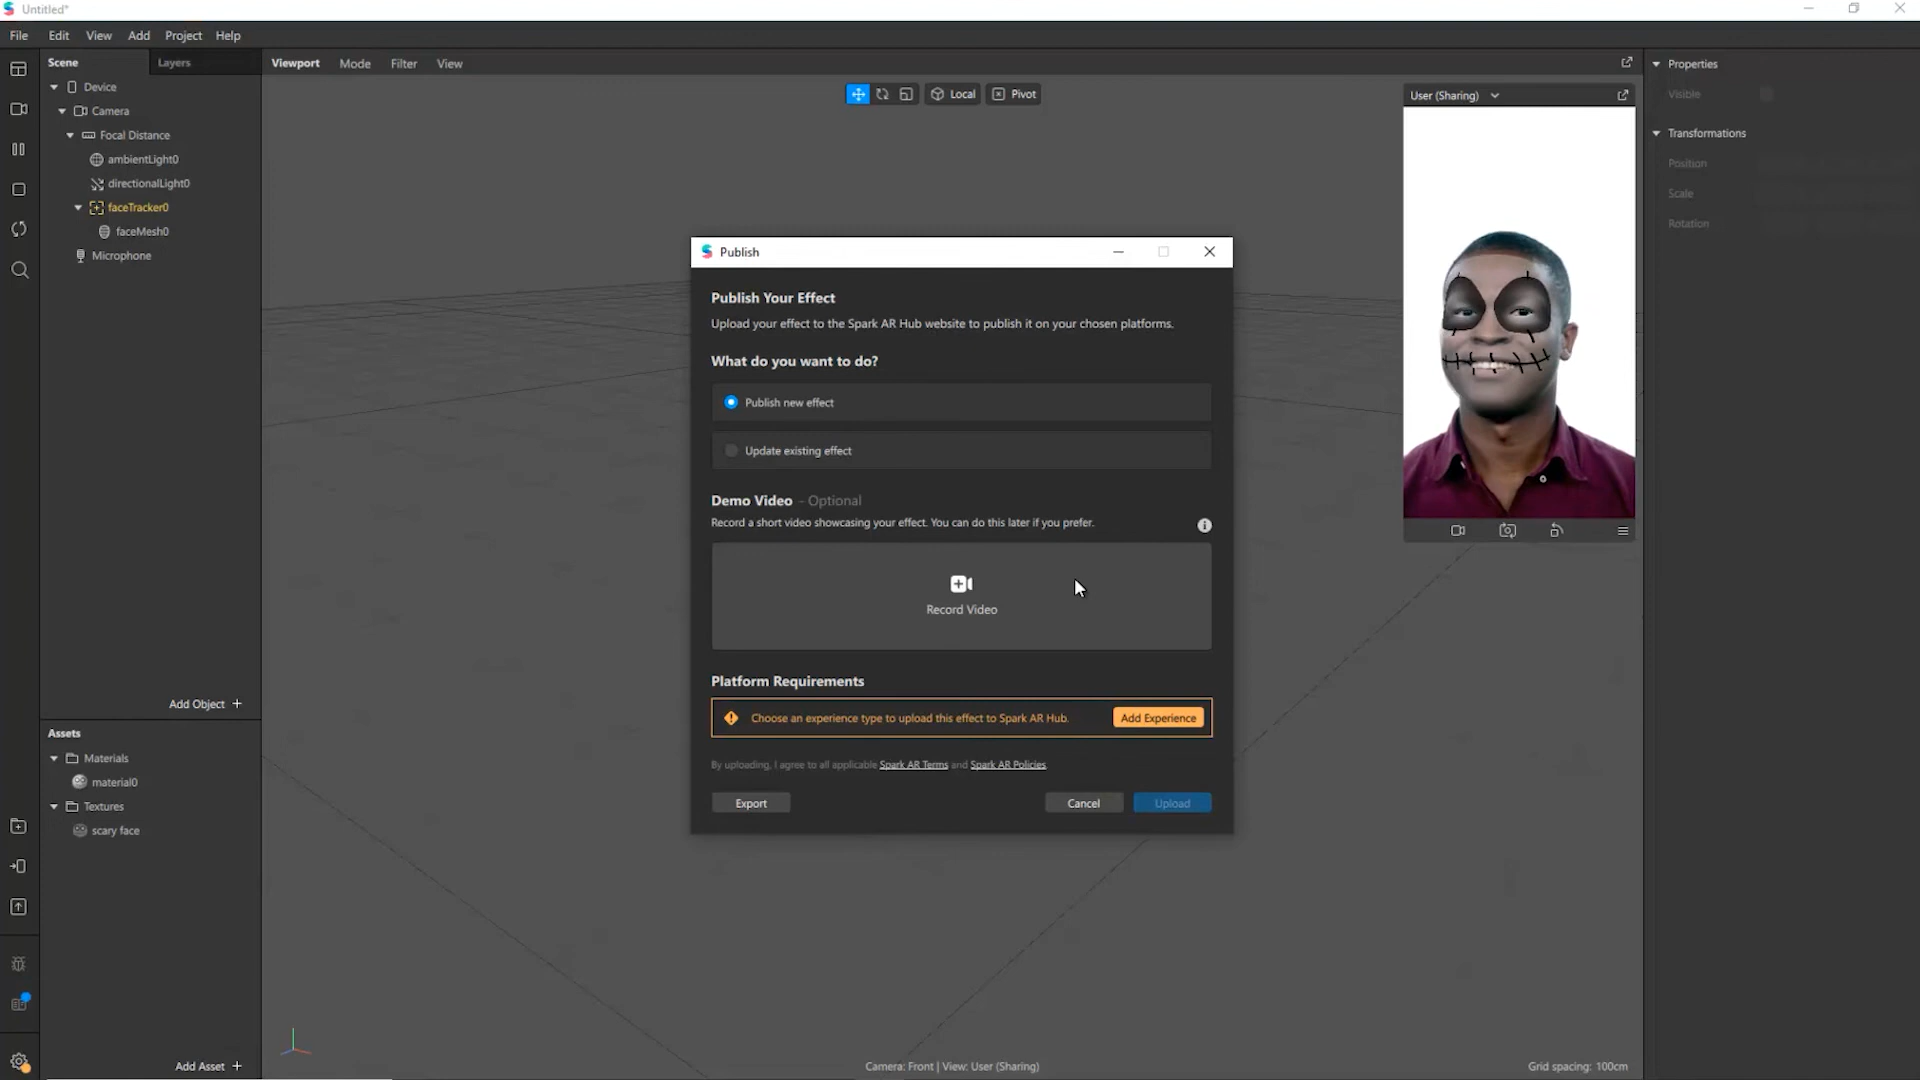 Untitled*
File Edit View Add Project Help
Scene
Layers
Device
Camera
Focal Distance
ambientLight0
directionalLight0
faceTracker0
faceMesh0
Microphone
Add Object +
Assets
Materials
material0
Textures
scary face
Add Asset +
Viewport Mode Filter View
Local
Pivot
User (Sharing)
Publish
Publish Your Effect
Upload your effect to the Spark AR Hub website to publish it on your chosen platforms.
What do you want to do?
Publish new effect
Update existing effect
Demo Video - Optional
Record a short video showcasing your effect. You can do this later if you prefer.
Record Video
Platform Requirements
Choose an experience type to upload this effect to Spark AR Hub.
Add Experience
By uploading, I agree to all applicable Spark AR Terms and Spark AR Policies.
Export
Cancel
Upload
Camera: Front | View: User (Sharing)
Grid spacing: 100cm
Properties
Visible
Transformations
Position
Scale
Rotation